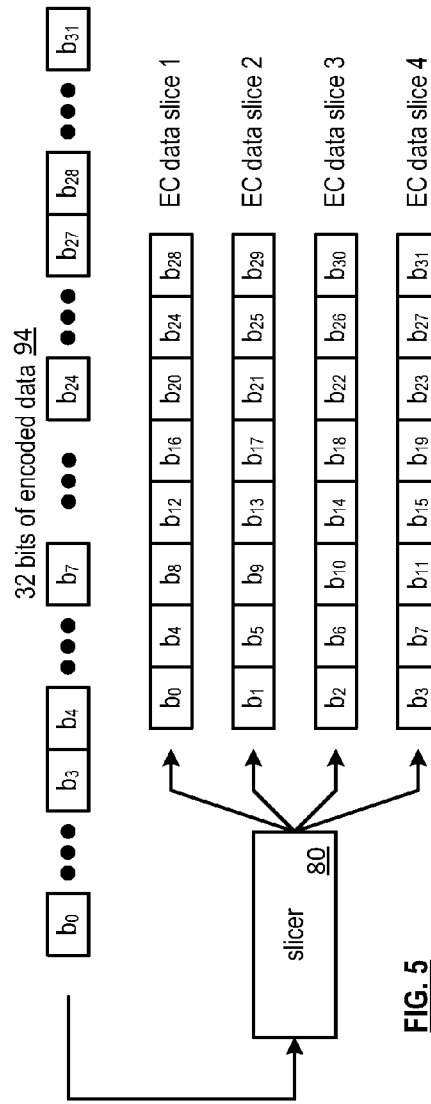 32 bits of encoded data 94
b0 ●●● b3 b4 ●●● b7 ●●● b24 ●●● b27 b28 ●●● b31
b0 b4 b8 b12 b16 b20 b24 b28 EC data slice 1
b1 b5 b9 b13 b17 b21 b25 b29 EC data slice 2
b2 b6 b10 b14 b18 b22 b26 b30 EC data slice 3
b3 b7 b11 b15 b19 b23 b27 b31 EC data slice 4
slicer
80
FIG. 5